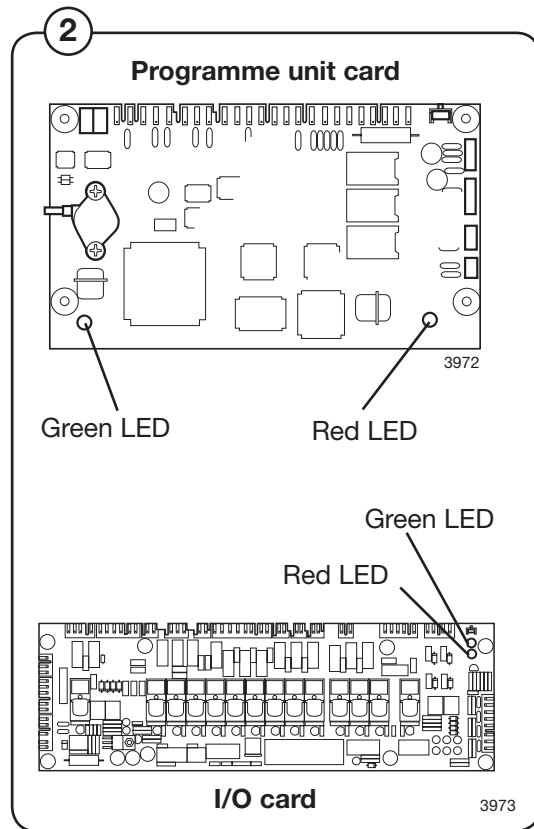 2
Programme unit card
3972
Green LED
Red LED
Green LED
Red LED
I/O card
3973